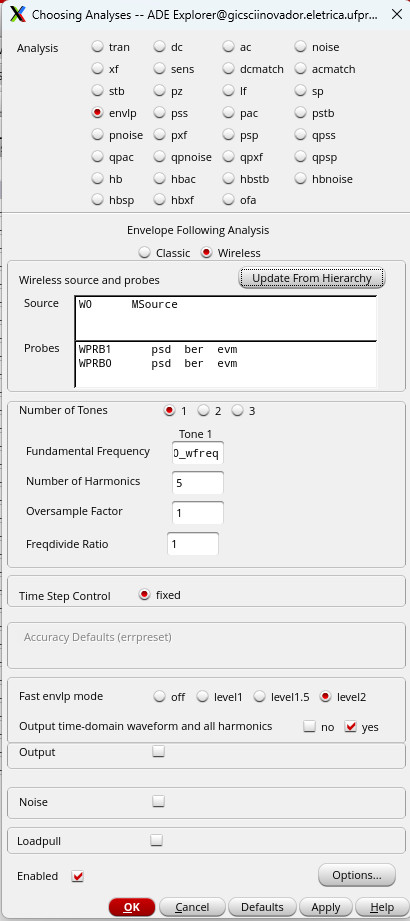 Choosing Analyses -- ADE Explorer@gicsciinovador.eletrica.ufpr...
Analysis
tran dc ac noise
xf sens dcmatch acmatch
stb pz lf sp
envlp pss pac pstb
pnoise pxf psp qpss
qpac qpnoise qpxf qpsp
hb hbac hbstb hbnoise
hbsp hbxf ofa
Envelope Following Analysis
Classic Wireless
Wireless source and probes Update From Hierarchy
Source W0 MSource
Probes WPRB1 psd ber evm
WPRB0 psd ber evm
Number of Tones 1 2 3
Tone 1
Fundamental Frequency 0_wfreq
Number of Harmonics 5
Oversample Factor 1
Freqdivide Ratio 1
Time Step Control fixed
Accuracy Defaults (errpreset)
Fast envlp mode off level1 level1.5 level2
Output time-domain waveform and all harmonics no yes
Output
Noise
Loadpull
Enabled Options...
OK Cancel Defaults Apply Help